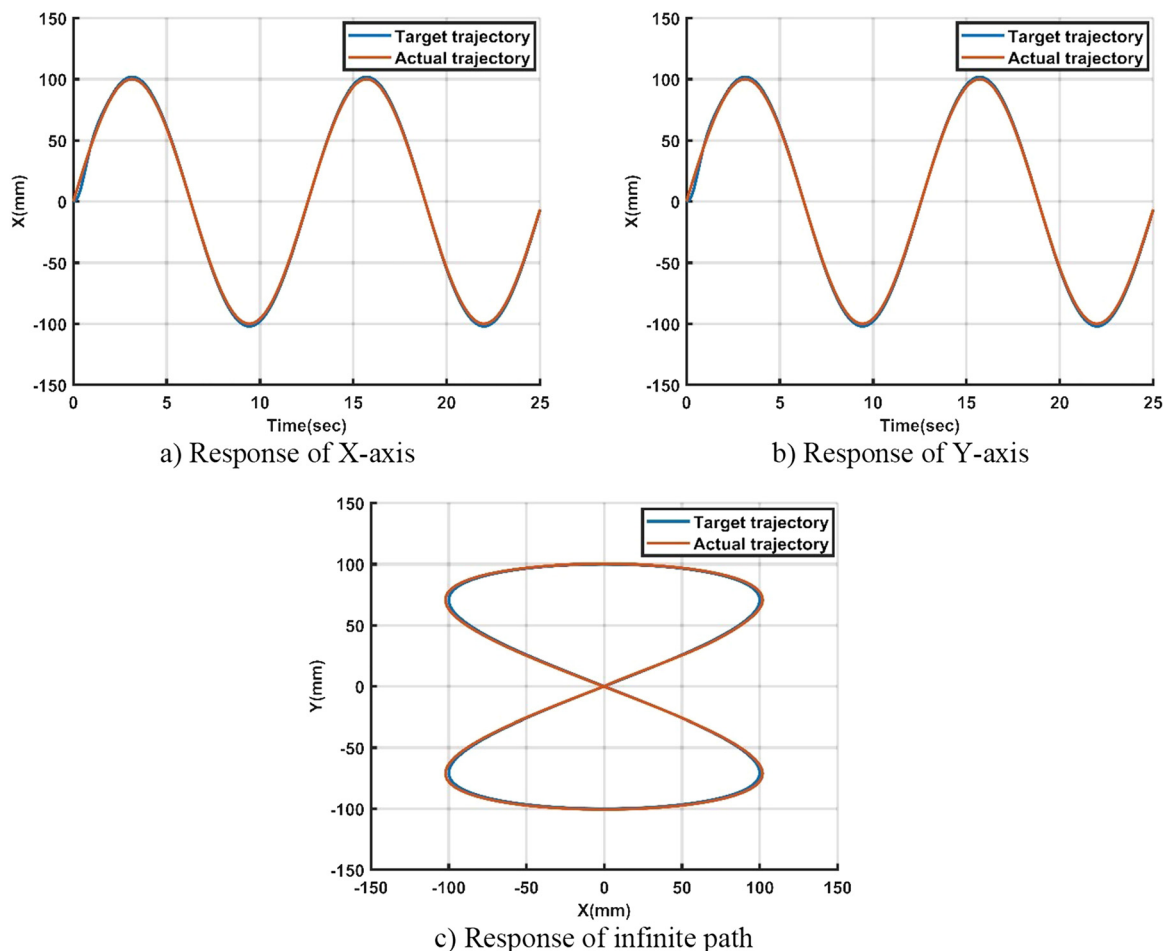 150
100
50
0
-50
-100
-150
X(mm)
Target trajectory
Actual trajectory
0 5 10 15 20 25
Time(sec)
a) Response of X-axis
150
100
50
0
-50
-100
-150
X(mm)
Target trajectory
Actual trajectory
0 5 10 15 20 25
Time(sec)
b) Response of Y-axis
150
100
50
0
-50
-100
-150
Y(mm)
Target trajectory
Actual trajectory
-150 -100 -50 0 50 100 150
X(mm)
c) Response of infinite path